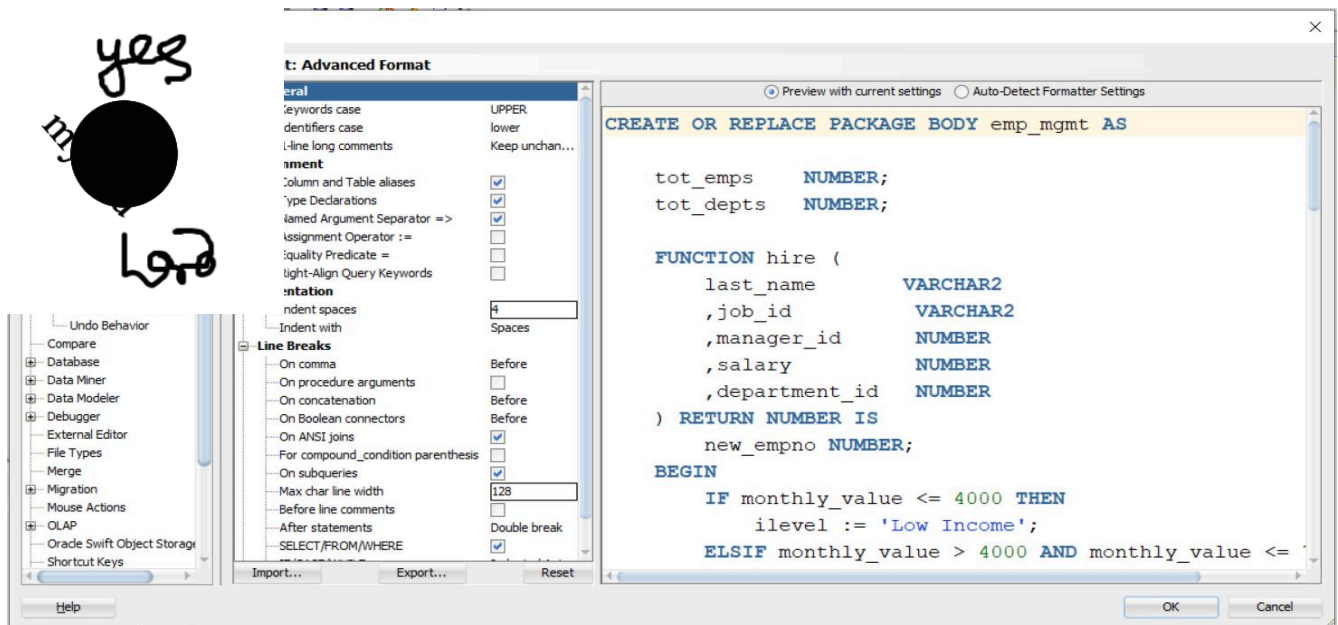 yes
my
Lord
t: Advanced Format
eral
Keywords case UPPER
dentifiers case lower
1-line long comments Keep unchan...
nment
Column and Table aliases
Type Declarations
Named Argument Separator =>
Assignment Operator :=
Equality Predicate =
Right-Align Query Keywords
entation
ndent spaces 4
Indent with Spaces
Line Breaks
On comma Before
On procedure arguments
On concatenation Before
On Boolean connectors Before
On ANSI joins
For compound_condition parenthesis
On subqueries
Max char line width 128
Before line comments
After statements Double break
SELECT/FROM/WHERE
Import... Export... Reset
Undo Behavior
Compare
Database
Data Miner
Data Modeler
Debugger
External Editor
File Types
Merge
Migration
Mouse Actions
OLAP
Oracle Swift Object Storage
Shortcut Keys
Preview with current settings Auto-Detect Formatter Settings
CREATE OR REPLACE PACKAGE BODY emp_mgmt AS
tot_emps NUMBER;
tot_depts NUMBER;
FUNCTION hire (
last_name VARCHAR2
,job_id VARCHAR2
,manager_id NUMBER
,salary NUMBER
,department_id NUMBER
) RETURN NUMBER IS
new_empno NUMBER;
BEGIN
IF monthly_value <= 4000 THEN
ilevel := 'Low Income';
ELSIF monthly_value > 4000 AND monthly_value <=
Help OK Cancel